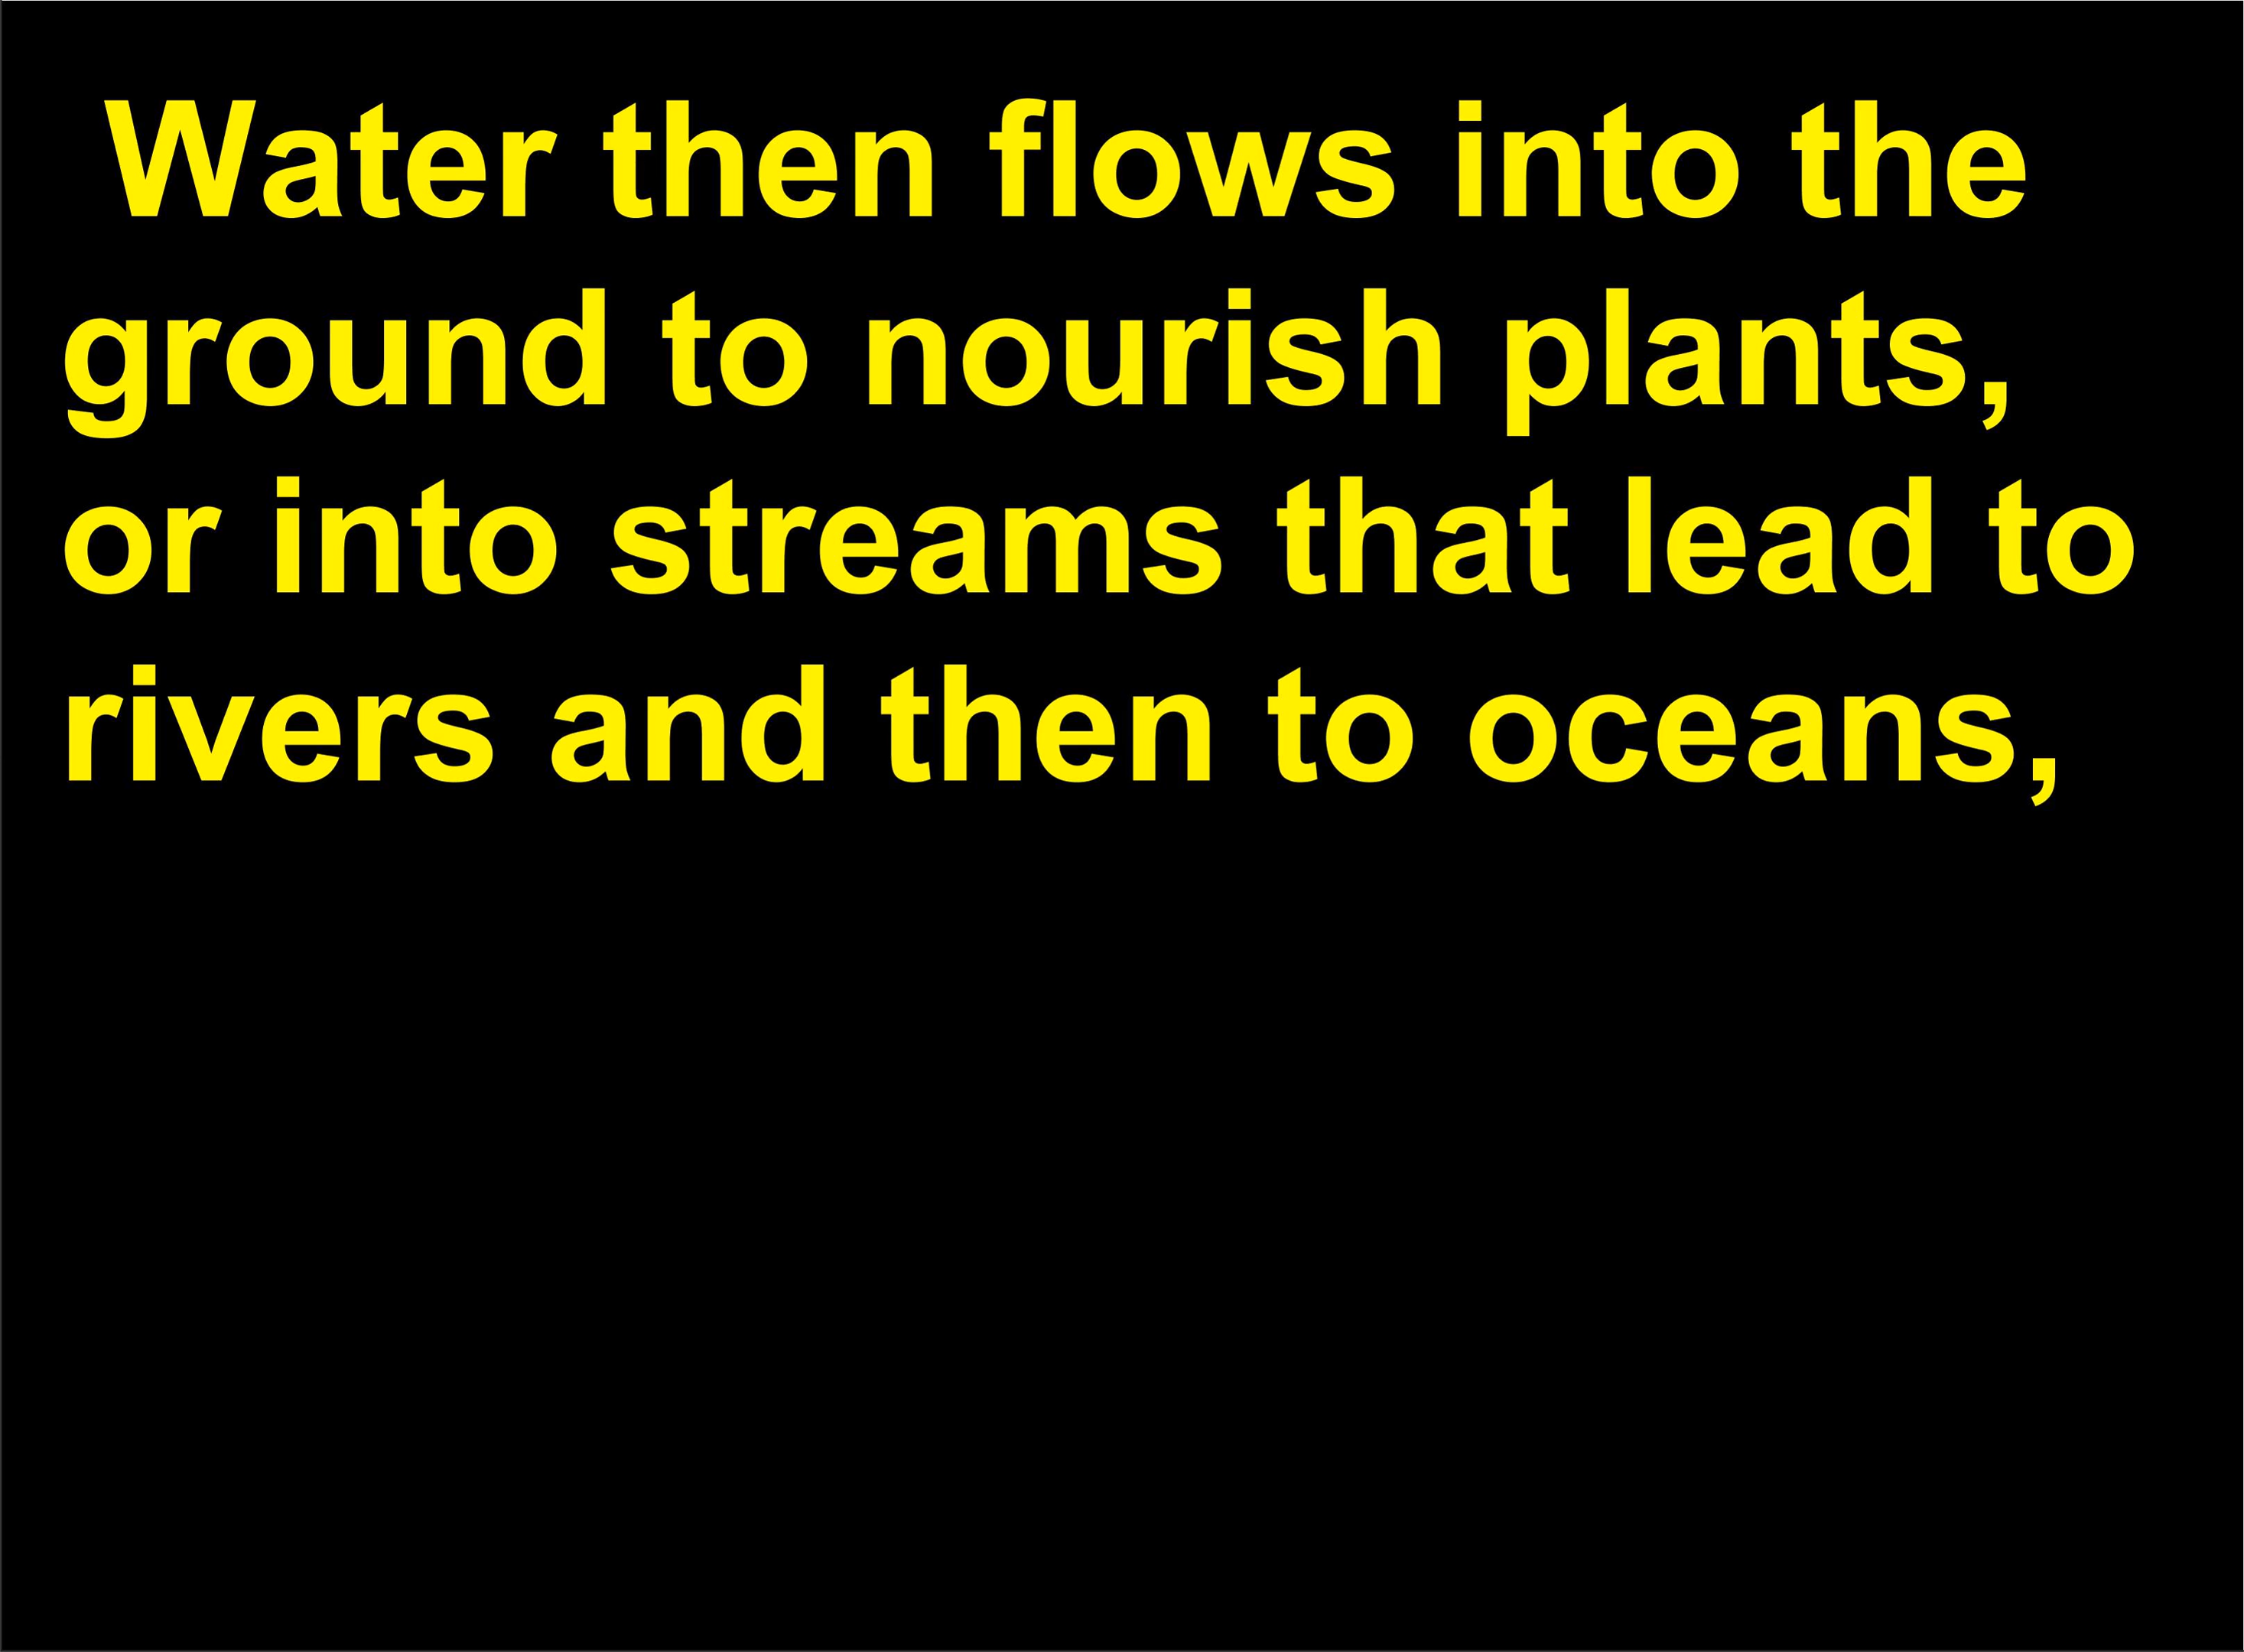 Water then flows into the
ground to nourish plants,
or into streams that lead to
rivers and then to oceans,